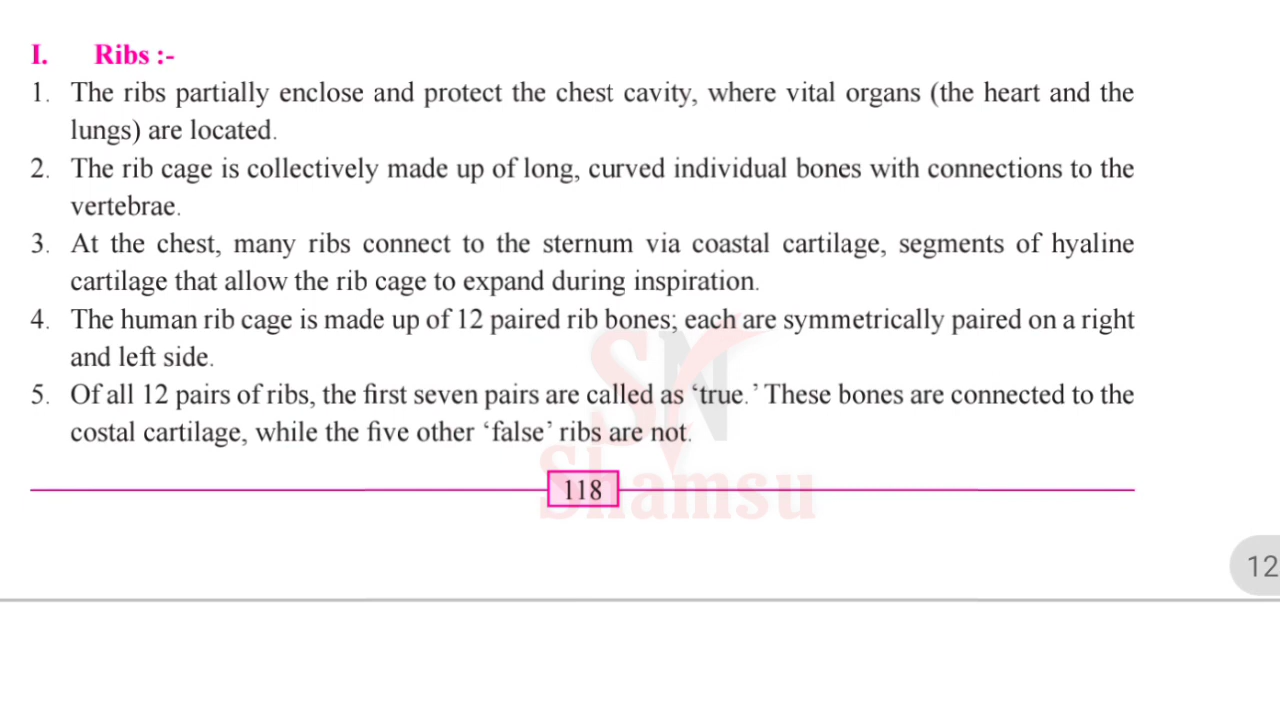 I. Ribs :-
1. The ribs partially enclose and protect the chest cavity, where vital organs (the heart and the
lungs) are located.
2. The rib cage is collectively made up of long, curved individual bones with connections to the
vertebrae.
3. At the chest, many ribs connect to the sternum via coastal cartilage, segments of hyaline
cartilage that allow the rib cage to expand during inspiration.
4. The human rib cage is made up of 12 paired rib bones; each are symmetrically paired on a right
and left side.
5. Of all 12 pairs of ribs, the first seven pairs are called as ‘true.’ These bones are connected to the
costal cartilage, while the five other ‘false’ ribs are not.
SN
Shamsu
118
12